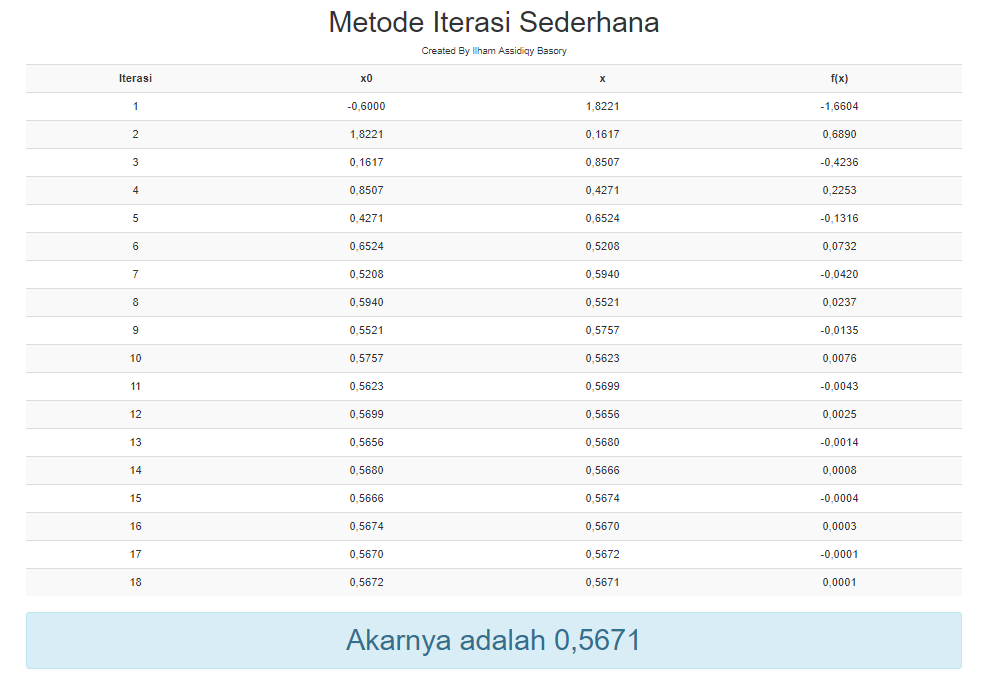 Metode Iterasi Sederhana
Created By Ilham Assidiqy Basory
Iterasi x0 x f(x)
1 -0,6000 1,8221 -1,6604
2 1,8221 0,1617 0,6890
3 0,1617 0,8507 -0,4236
4 0,8507 0,4271 0,2253
5 0,4271 0,6524 -0,1316
6 0,6524 0,5208 0,0732
7 0,5208 0,5940 -0,0420
8 0,5940 0,5521 0,0237
9 0,5521 0,5757 -0,0135
10 0,5757 0,5623 0,0076
11 0,5623 0,5699 -0,0043
12 0,5699 0,5656 0,0025
13 0,5656 0,5680 -0,0014
14 0,5680 0,5666 0,0008
15 0,5666 0,5674 -0,0004
16 0,5674 0,5670 0,0003
17 0,5670 0,5672 -0,0001
18 0,5672 0,5671 0,0001
Akarnya adalah 0,5671